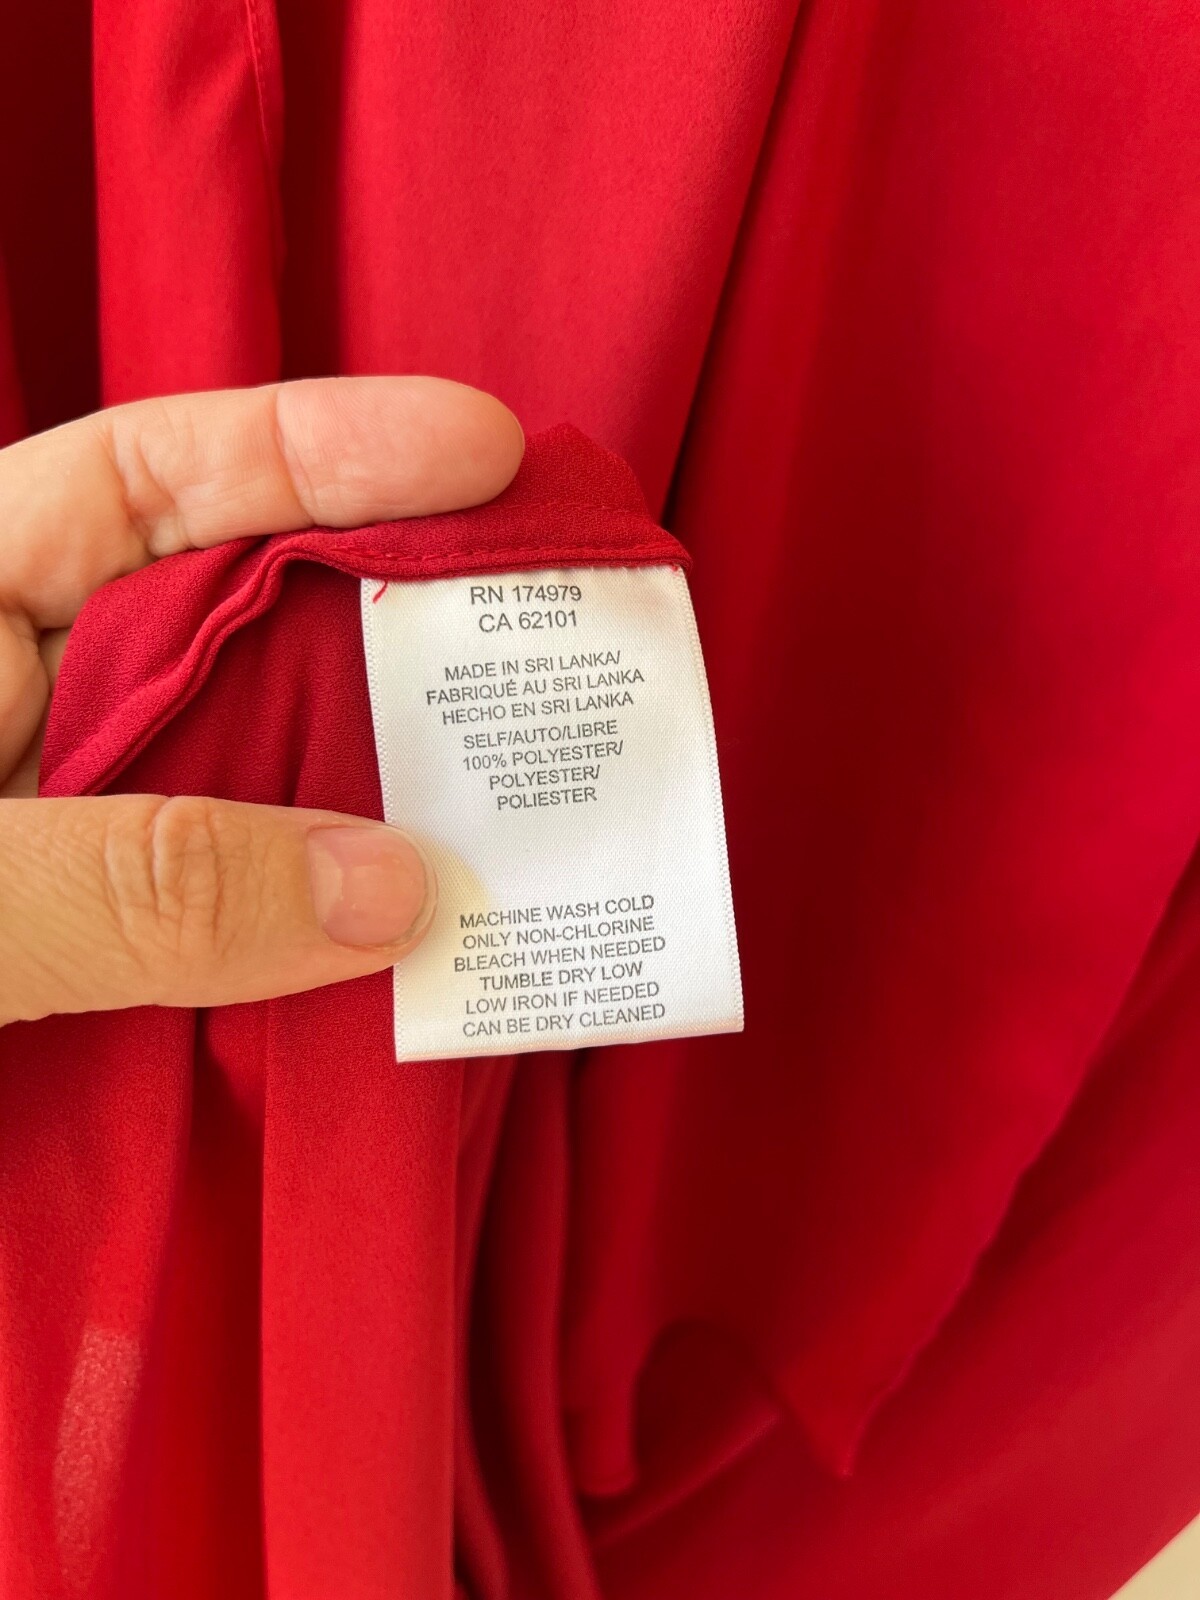 RN 174979
CA 62101
MADE IN SRI LANKA/
FABRIQUÉ AU SRI LANKA
HECHO EN SRI LANKA
SELF/AUTO/LIBRE
100% POLYESTER/
POLYESTER/
POLIESTER
MACHINE WASH COLD
ONLY NON-CHLORINE
BLEACH WHEN NEEDED
TUMBLE DRY LOW
LOW IRON IF NEEDED
CAN BE DRY CLEANED